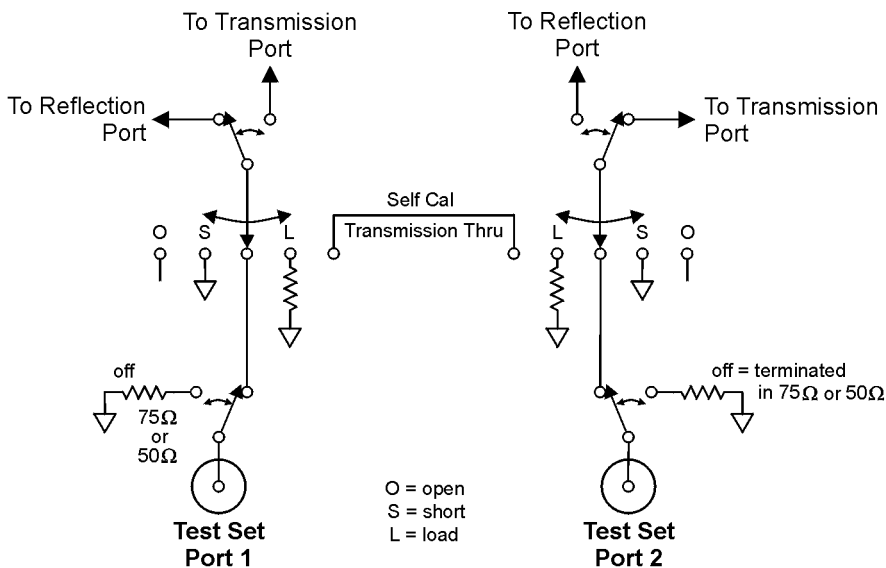 To Transmission
Port
To Reflection
Port
To Reflection
Port
To Transmission
Port
Self Cal
Transmission Thru
O S L
L S O
off
75Ω
or
50Ω
off = terminated
in 75Ω or 50Ω
O = open
S = short
L = load
Test Set
Port 1
Test Set
Port 2